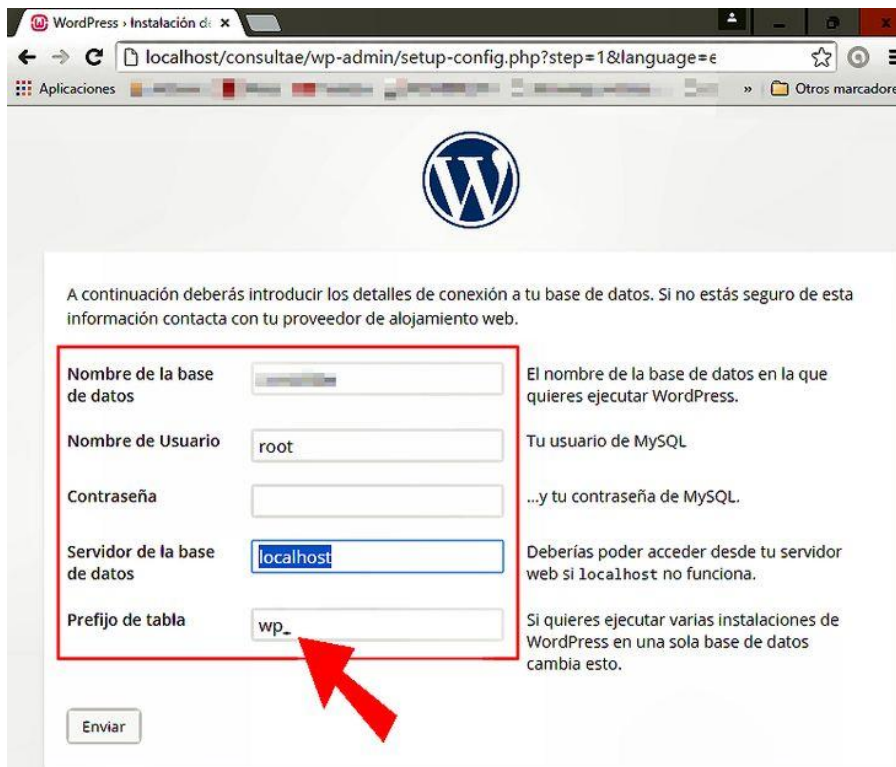 WordPress › Instalación de
localhost/consultae/wp-admin/setup-config.php?step=1&language=e
Aplicaciones
» Otros marcadore
A continuación deberás introducir los detalles de conexión a tu base de datos. Si no estás seguro de esta
información contacta con tu proveedor de alojamiento web.
Nombre de la base
de datos
El nombre de la base de datos en la que
quieres ejecutar WordPress.
Nombre de Usuario
root
Tu usuario de MySQL
Contraseña
...y tu contraseña de MySQL.
Servidor de la base
de datos
localhost
Deberías poder acceder desde tu servidor
web si localhost no funciona.
Prefijo de tabla
wp_
Si quieres ejecutar varias instalaciones de
WordPress en una sola base de datos
cambia esto.
Enviar